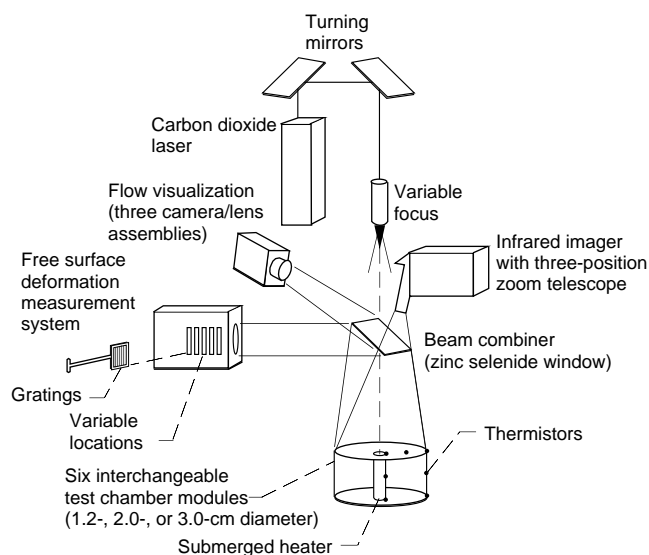 Turning
mirrors
Carbon dioxide
laser
Flow visualization
(three camera/lens
assemblies)
Variable
focus
Infrared imager
with three-position
zoom telescope
Free surface
deformation
measurement
system
Beam combiner
(zinc selenide window)
Gratings
Variable
locations
Thermistors
Six interchangeable
test chamber modules
(1.2-, 2.0-, or 3.0-cm diameter)
Submerged heater